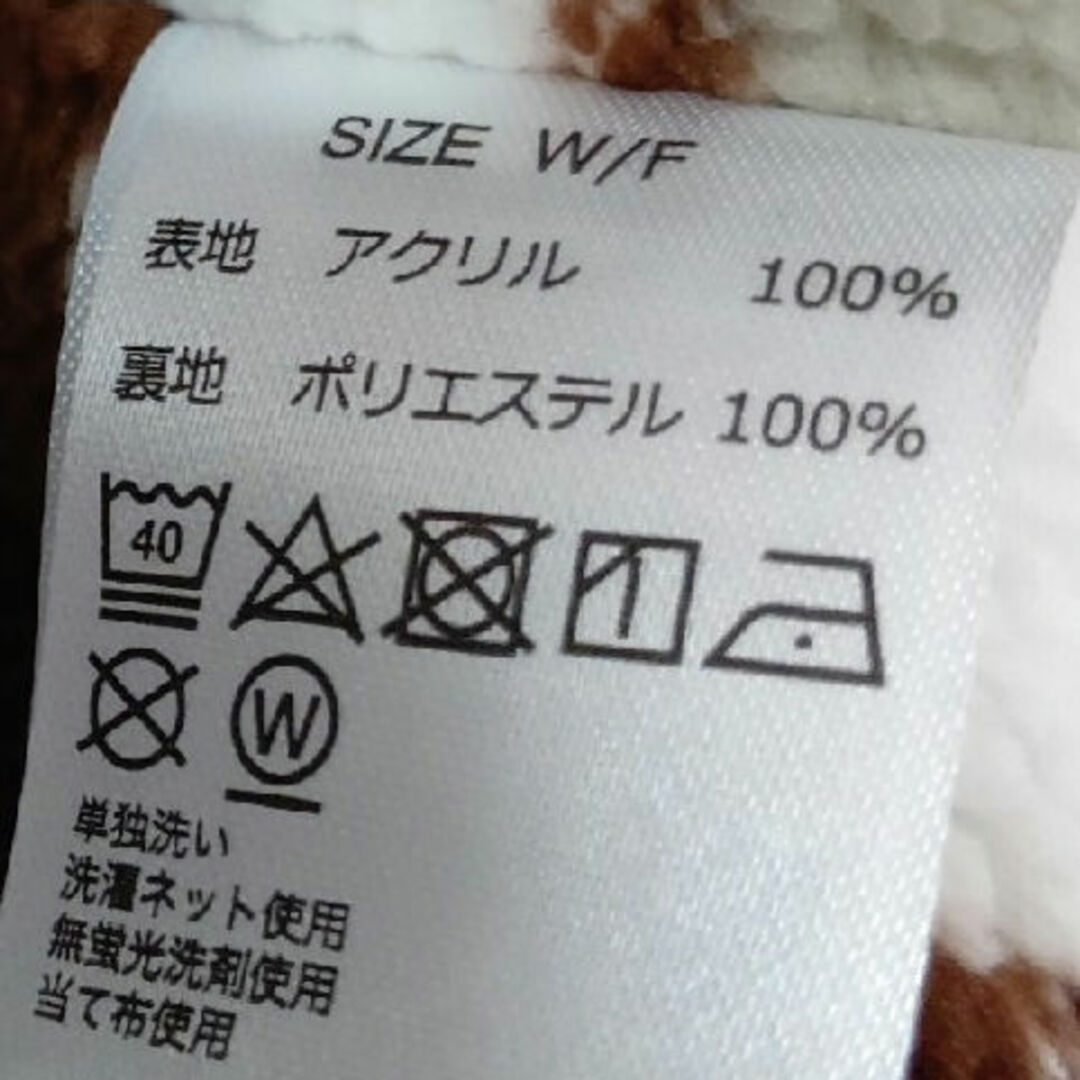 SIZE W/F
表地 アクリル 100%
裏地 ポリエステル 100%
40
W
単独洗い
洗濯ネット使用
無蛍光洗剤使用
当て布使用